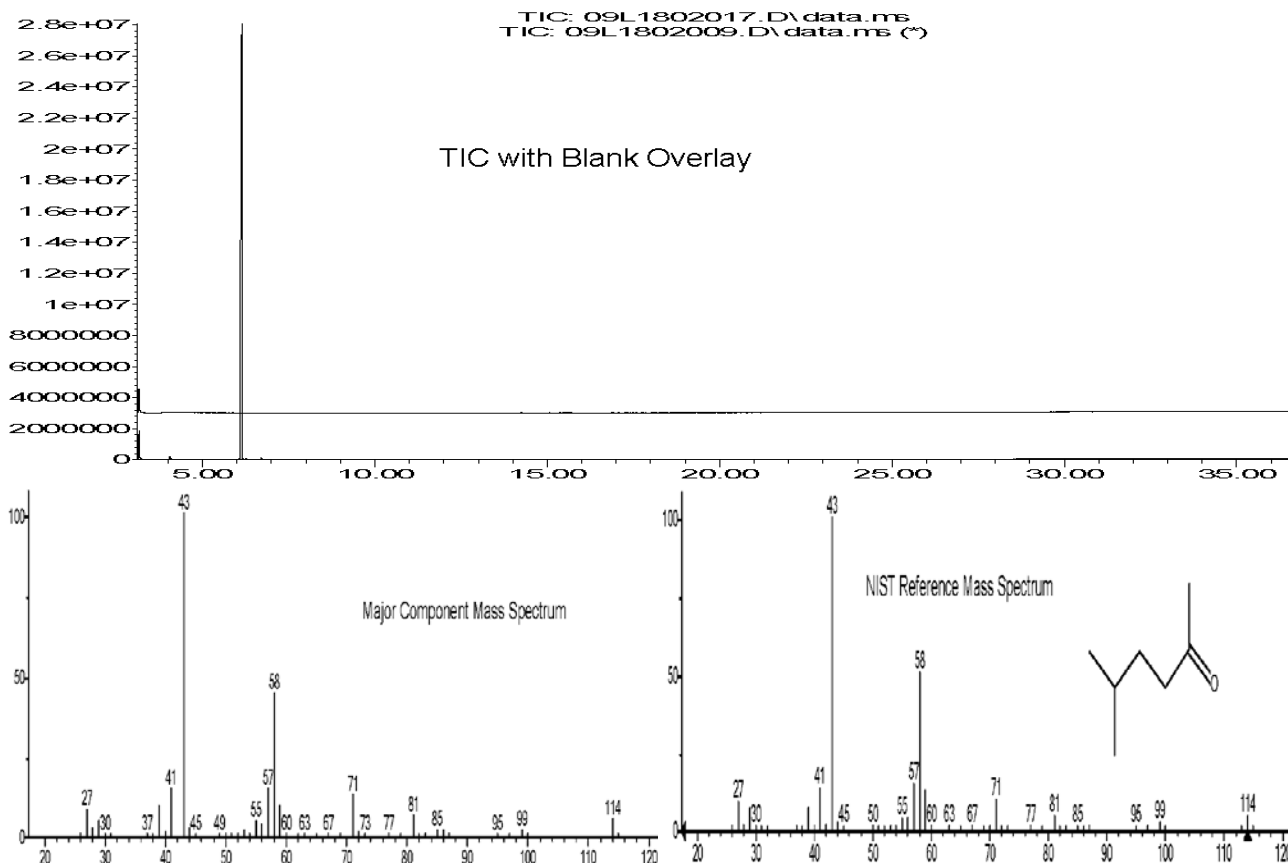 TIC: 09L1802017.D\data.ms
TIC: 09L1802009.D\data.ms (*)
2.8e+07
2.6e+07
2.4e+07
2.2e+07
2e+07
1.8e+07
1.6e+07
1.4e+07
1.2e+07
1e+07
8000000
6000000
4000000
2000000
0
TIC with Blank Overlay
5.00 10.00 15.00 20.00 25.00 30.00 35.00
Major Component Mass Spectrum
100
50
0
27 30 37 41 43 45 49 55 57 58 60 63 67 71 73 77 81 85 95 99 114
20 30 40 50 60 70 80 90 100 110 120
NIST Reference Mass Spectrum
O
100
50
0
27 30 41 43 45 50 55 57 58 60 63 67 71 77 81 85 95 99 114
20 30 40 50 60 70 80 90 100 110 120